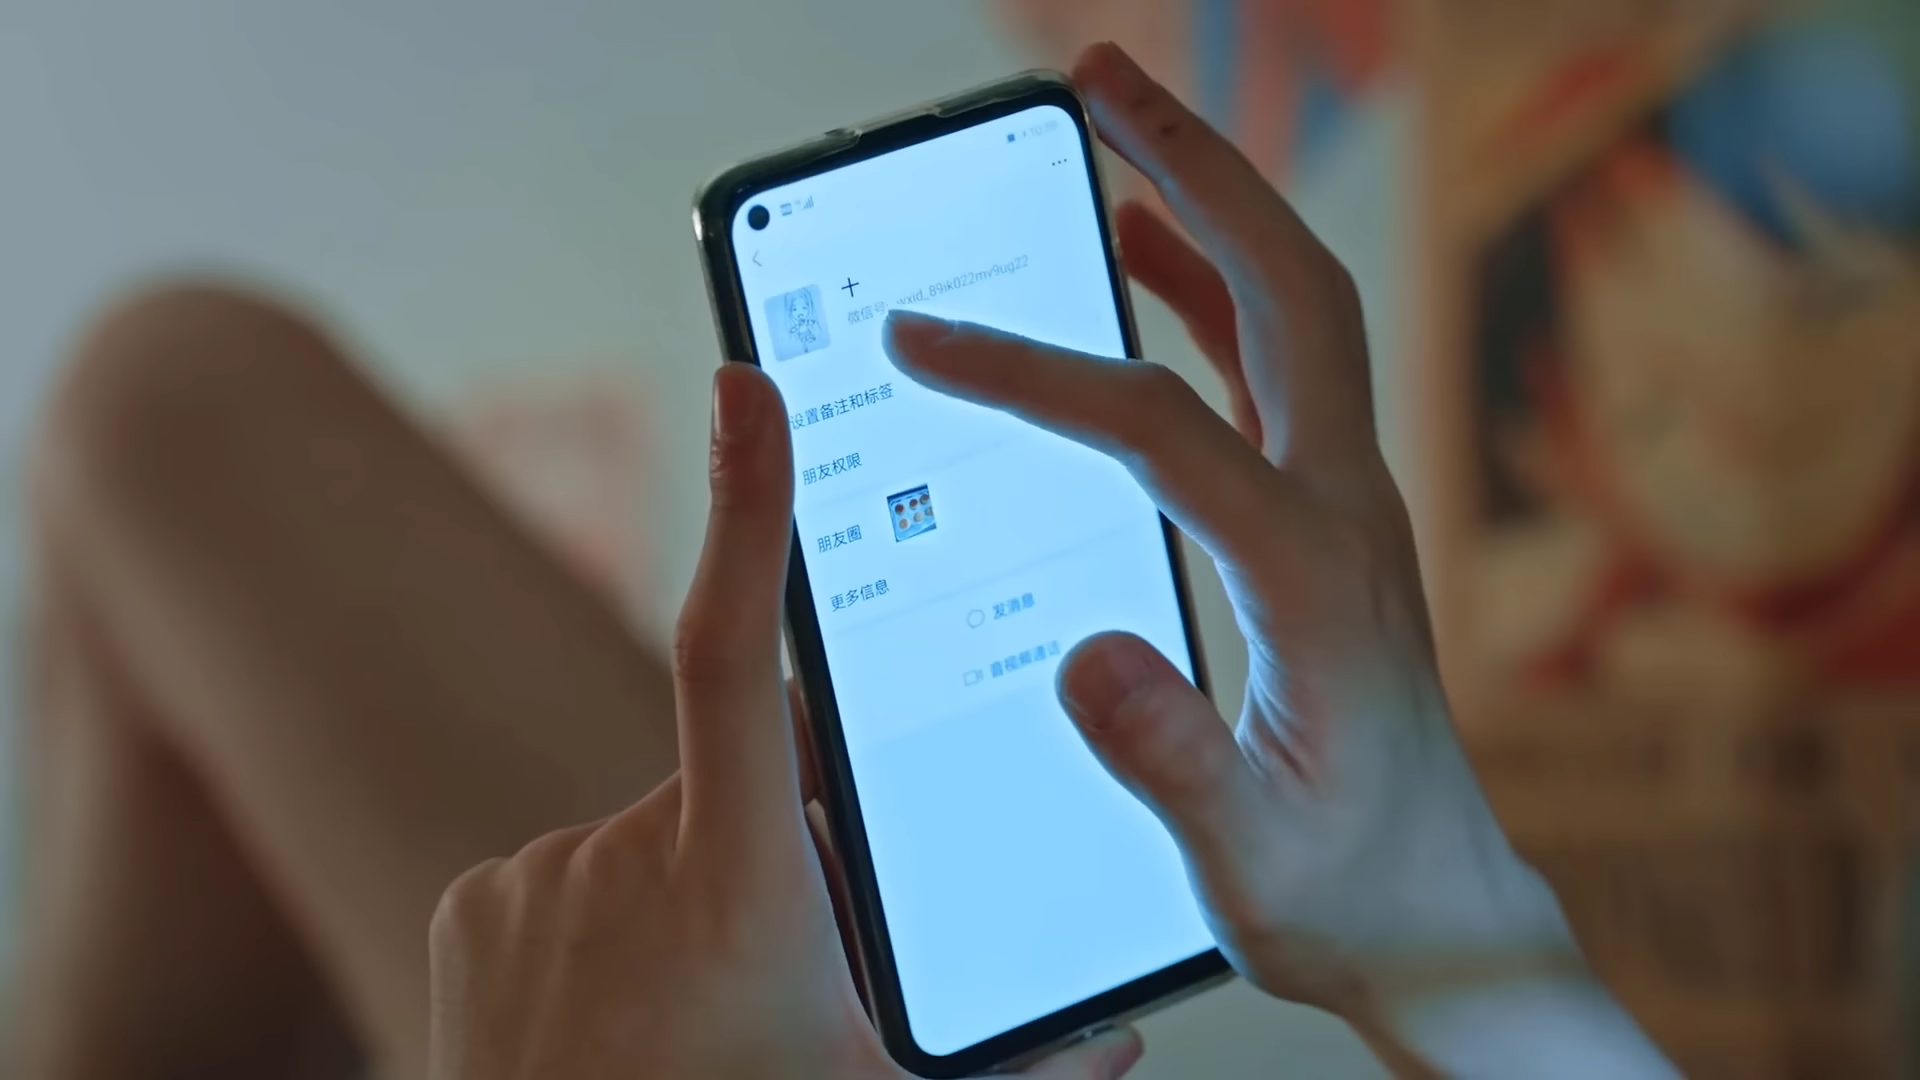 微信号: wxid_89ik022mv9ug22
设置备注和标签
朋友权限
朋友圈
更多信息
发消息
音视频通话